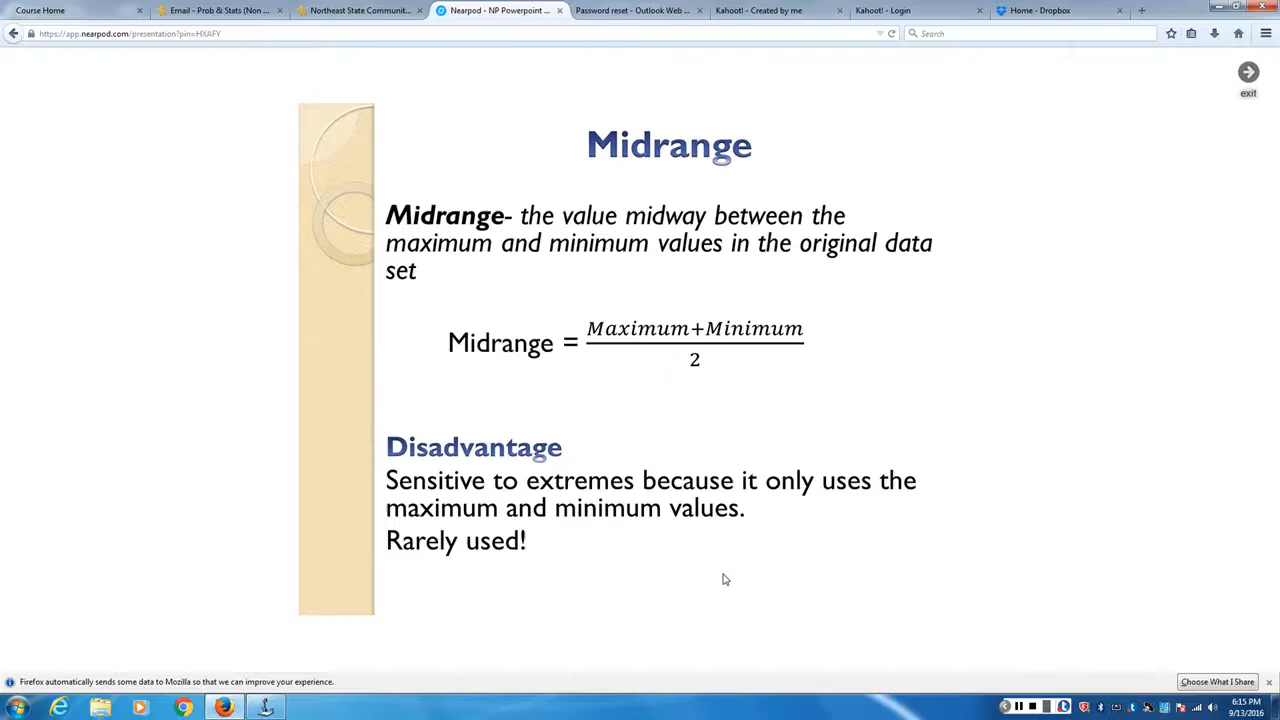 Course Home
Email - Prob & Stats (Non ...
Northeast State Communit...
Nearpod - NP Powerpoint ...
Password reset - Outlook Web ...
Kahoot! - Created by me
Kahoot! - Login
Home - Dropbox
https://app.nearpod.com/presentation?pin=HXAFY
Search
exit
Midrange
Midrange- the value midway between the
maximum and minimum values in the original data
set
Midrange = Maximum+Minimum
2
Disadvantage
Sensitive to extremes because it only uses the
maximum and minimum values.
Rarely used!
Firefox automatically sends some data to Mozilla so that we can improve your experience.
Choose What I Share
6:15 PM
9/13/2016